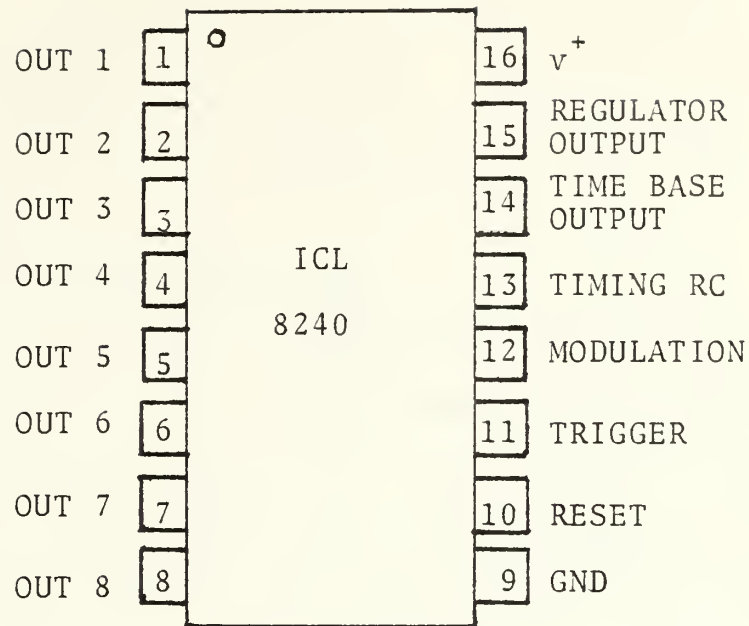 OUT 1 1 16 v+
OUT 2 2 15 REGULATOR
OUTPUT
OUT 3 3 14 TIME BASE
OUTPUT
ICL
OUT 4 4 13 TIMING RC
8240
OUT 5 5 12 MODULATION
OUT 6 6 11 TRIGGER
OUT 7 7 10 RESET
OUT 8 8 9 GND